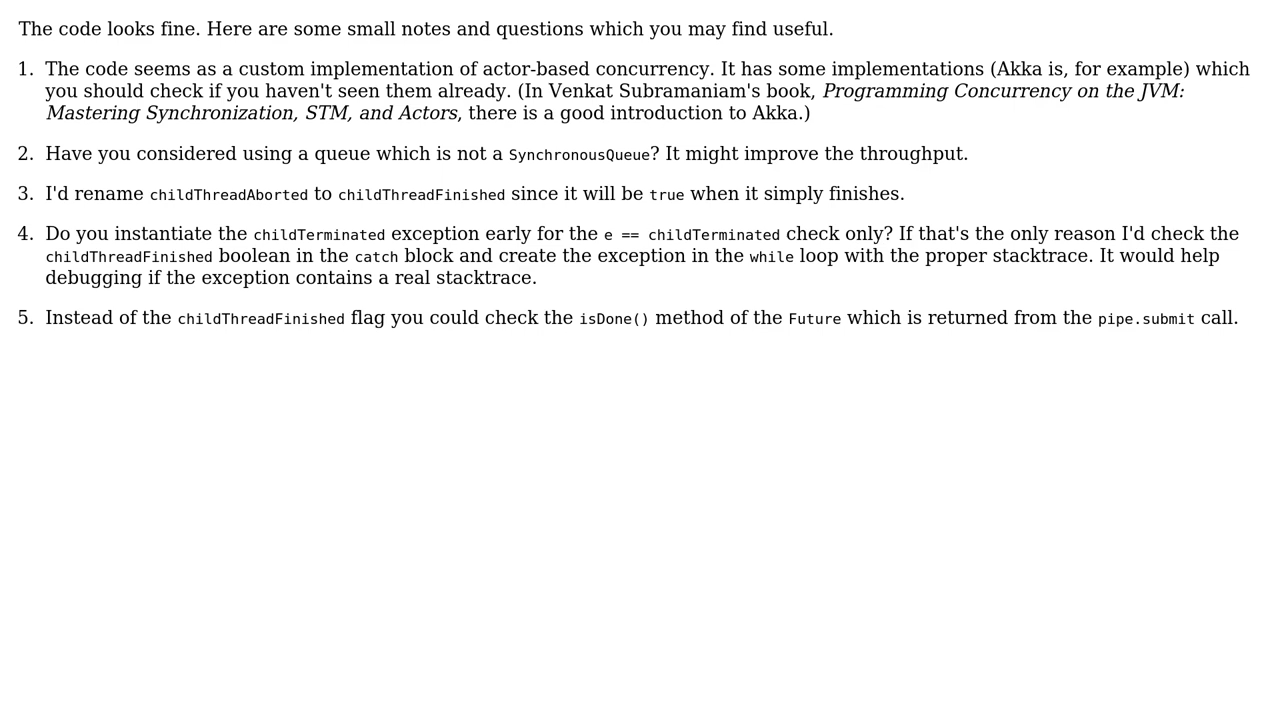 The code looks fine. Here are some small notes and questions which you may find useful.
1. The code seems as a custom implementation of actor-based concurrency. It has some implementations (Akka is, for example) which
you should check if you haven't seen them already. (In Venkat Subramaniam's book, Programming Concurrency on the JVM:
Mastering Synchronization, STM, and Actors, there is a good introduction to Akka.)
2. Have you considered using a queue which is not a SynchronousQueue? It might improve the throughput.
3. I'd rename childThreadAborted to childThreadFinished since it will be true when it simply finishes.
4. Do you instantiate the childTerminated exception early for the e == childTerminated check only? If that's the only reason I'd check the
childThreadFinished boolean in the catch block and create the exception in the while loop with the proper stacktrace. It would help
debugging if the exception contains a real stacktrace.
5. Instead of the childThreadFinished flag you could check the isDone() method of the Future which is returned from the pipe.submit call.